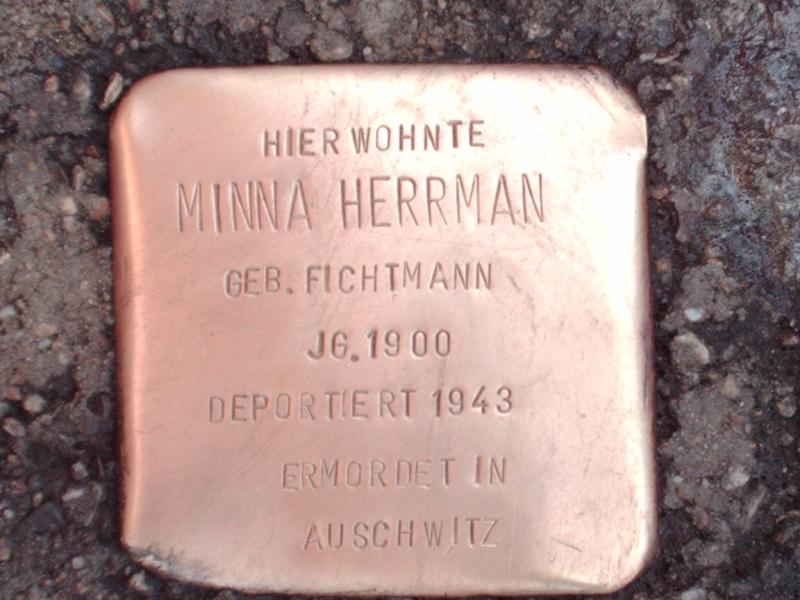 HIER WOHNTE
MINNA HERRMAN
GEB. FICHTMANN
JG. 1900
DEPORTIERT 1943
ERMORDET IN
AUSCHWITZ